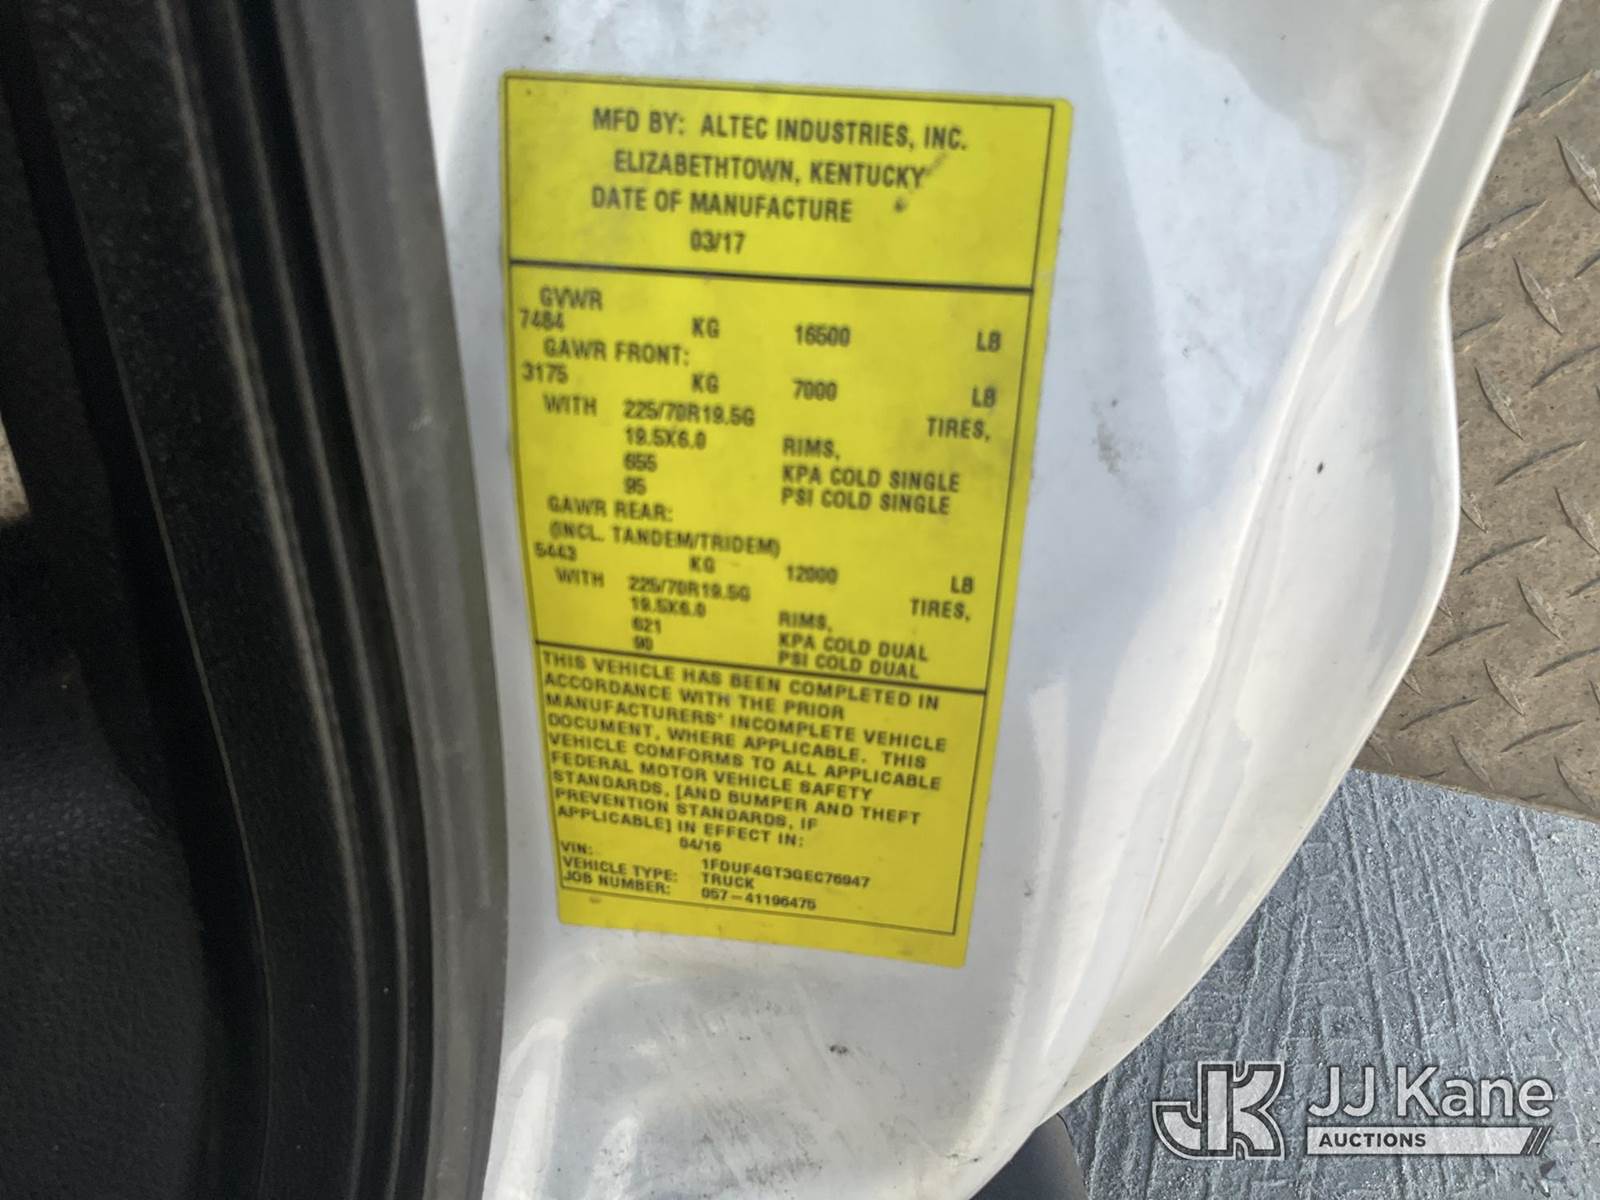 MFD BY: ALTEC INDUSTRIES, INC.
ELIZABETHTOWN, KENTUCKY
DATE OF MANUFACTURE
03/17
GVWR
7484 KG 16500 LB
GAWR FRONT:
3175 KG 7000 LB
WITH 225/70R19.5G TIRES,
19.5X6.0 RIMS,
655 KPA COLD SINGLE
95 PSI COLD SINGLE
GAWR REAR:
(INCL. TANDEM/TRIDEM)
5443 KG 12000 LB
WITH 225/70R19.5G TIRES,
19.5X6.0 RIMS,
621 KPA COLD DUAL
90 PSI COLD DUAL
THIS VEHICLE HAS BEEN COMPLETED IN
ACCORDANCE WITH THE PRIOR
MANUFACTURERS' INCOMPLETE VEHICLE
DOCUMENT, WHERE APPLICABLE. THIS
VEHICLE COMFORMS TO ALL APPLICABLE
FEDERAL MOTOR VEHICLE SAFETY
STANDARDS, [AND BUMPER AND THEFT
PREVENTION STANDARDS, IF
APPLICABLE] IN EFFECT IN:
04/16
VIN: 1FDUF4GT3GEC76947
VEHICLE TYPE: TRUCK
JOB NUMBER: 057-41196475
JK JJ Kane
AUCTIONS